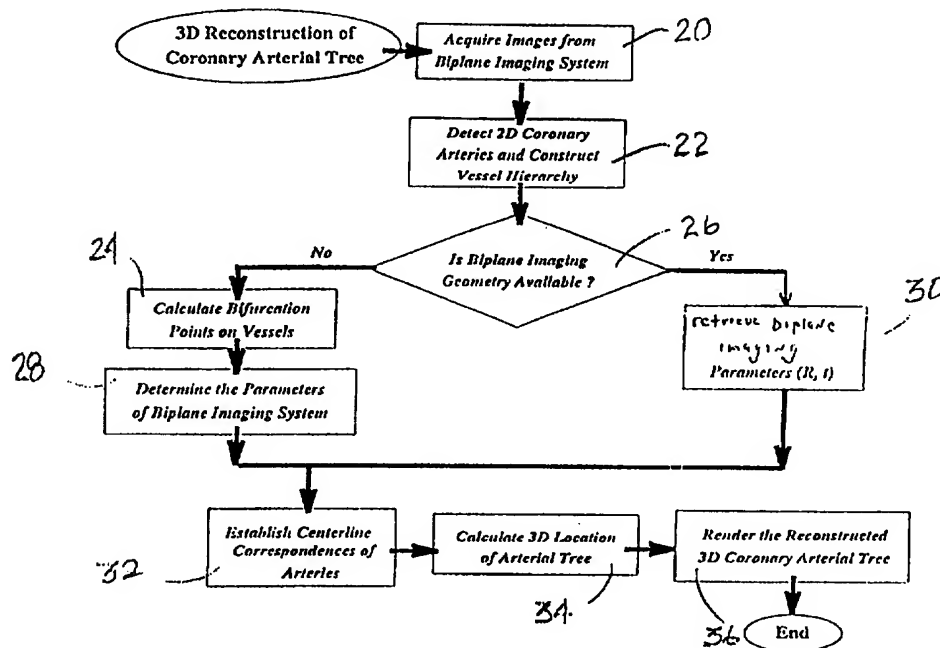 3D Reconstruction of
Coronary Arterial Tree
Acquire Images from
Biplane Imaging System
20
Detect 2D Coronary
Arteries and Construct
Vessel Hierarchy
22
Is Biplane Imaging
Geometry Available ?
26
No
Yes
24
Calculate Bifurcation
Points on Vessels
28
Determine the Parameters
of Biplane Imaging System
retrieve biplane
imaging
Parameters (R, t)
30
Establish Centerline
Correspondences of
Arteries
32
Calculate 3D Location
of Arterial Tree
34
Render the Reconstructed
3D Coronary Arterial Tree
36
End